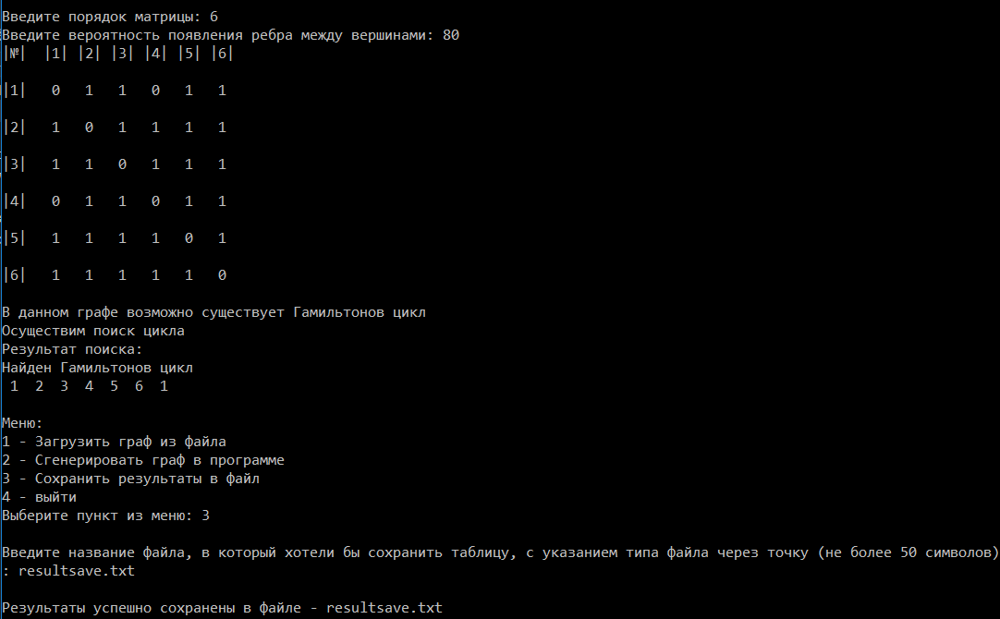 Введите порядок матрицы: 6
Введите вероятность появления ребра между вершинами: 80
|№| |1| |2| |3| |4| |5| |6|
|1| 0 1 1 0 1 1
|2| 1 0 1 1 1 1
|3| 1 1 0 1 1 1
|4| 0 1 1 0 1 1
|5| 1 1 1 1 0 1
|6| 1 1 1 1 1 0
В данном графе возможно существует Гамильтонов цикл
Осуществим поиск цикла
Результат поиска:
Найден Гамильтонов цикл
1 2 3 4 5 6 1
Меню:
1 - Загрузить граф из файла
2 - Сгенерировать граф в программе
3 - Сохранить результаты в файл
4 - выйти
Выберите пункт из меню: 3
Введите название файла, в который хотели бы сохранить таблицу, с указанием типа файла через точку (не более 50 символов)
: resultsave.txt
Результаты успешно сохранены в файле - resultsave.txt